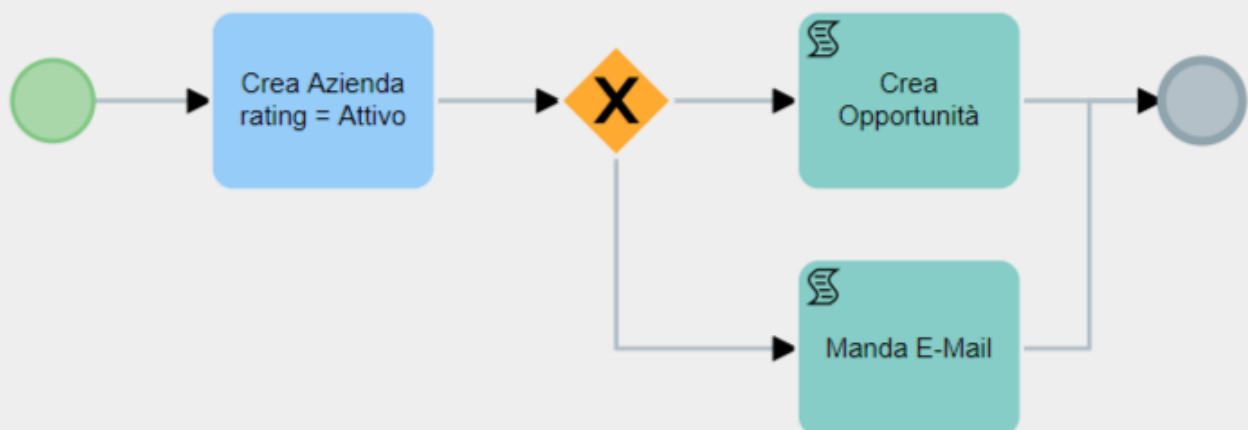 Crea Azienda
rating = Attivo
X
Crea
Opportunità
Manda E-Mail